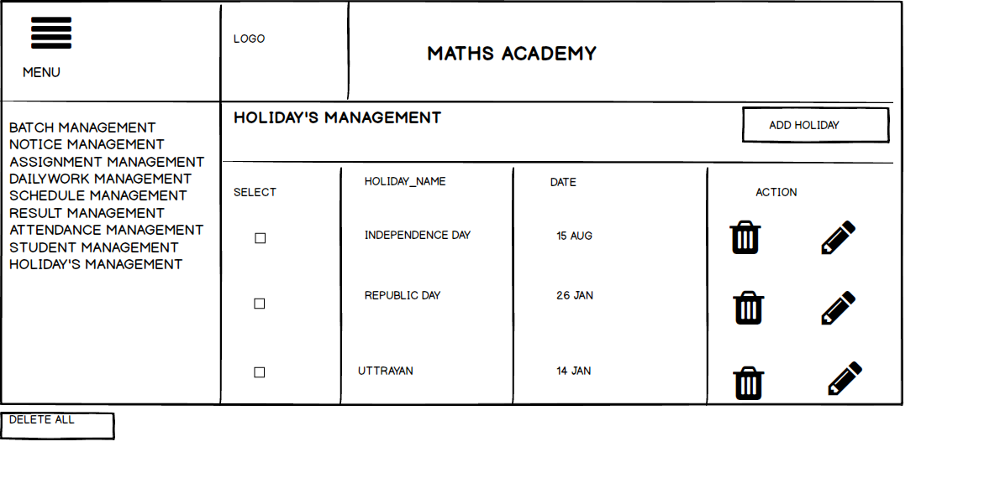 MENU
LOGO
MATHS ACADEMY
BATCH MANAGEMENT
NOTICE MANAGEMENT
ASSIGNMENT MANAGEMENT
DAILYWORK MANAGEMENT
SCHEDULE MANAGEMENT
RESULT MANAGEMENT
ATTENDANCE MANAGEMENT
STUDENT MANAGEMENT
HOLIDAY'S MANAGEMENT
HOLIDAY'S MANAGEMENT
ADD HOLIDAY
SELECT HOLIDAY_NAME DATE ACTION
INDEPENDENCE DAY 15 AUG
REPUBLIC DAY 26 JAN
UTTRAYAN 14 JAN
DELETE ALL